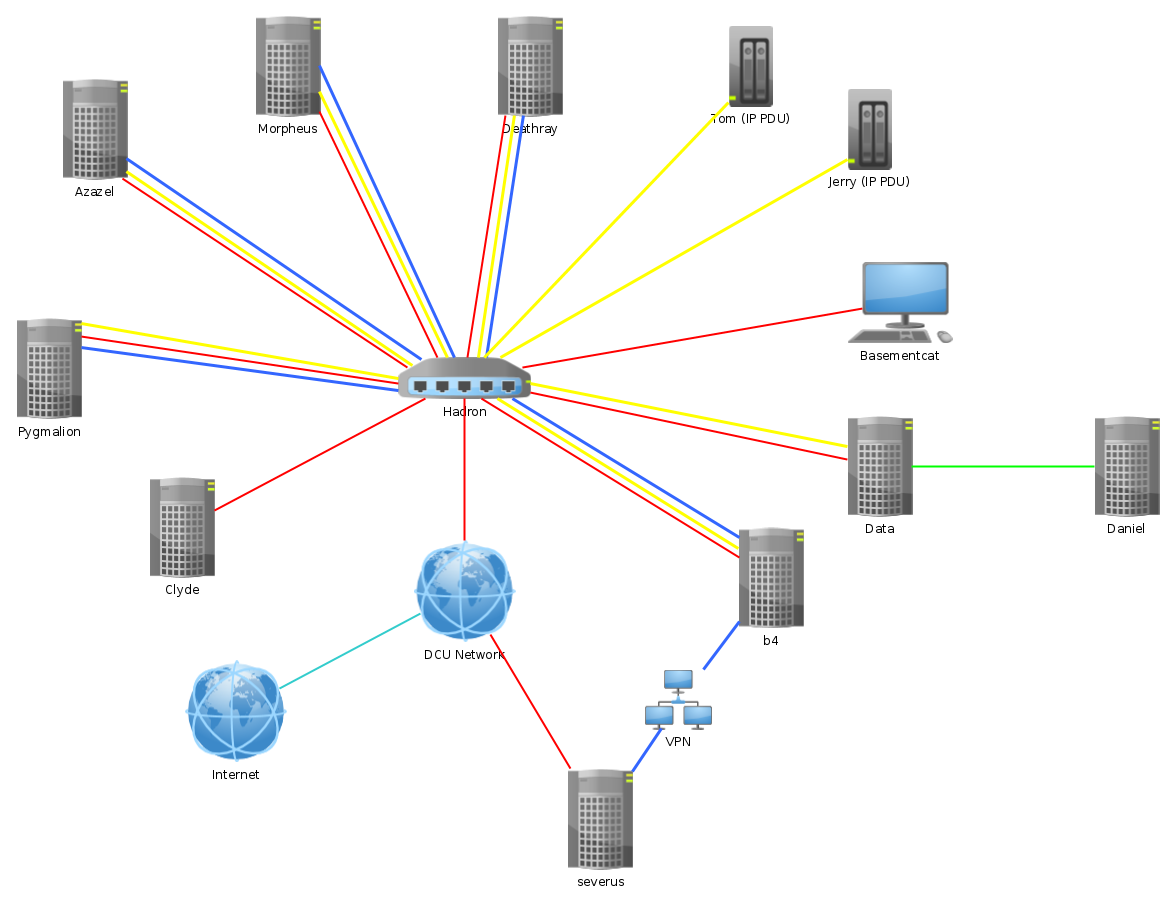 Morpheus
Deathray
Tom (IP PDU)
Jerry (IP PDU)
Azazel
Basementcat
Hadron
Pygmalion
Data
Daniel
Clyde
b4
DCU Network
VPN
Internet
severus